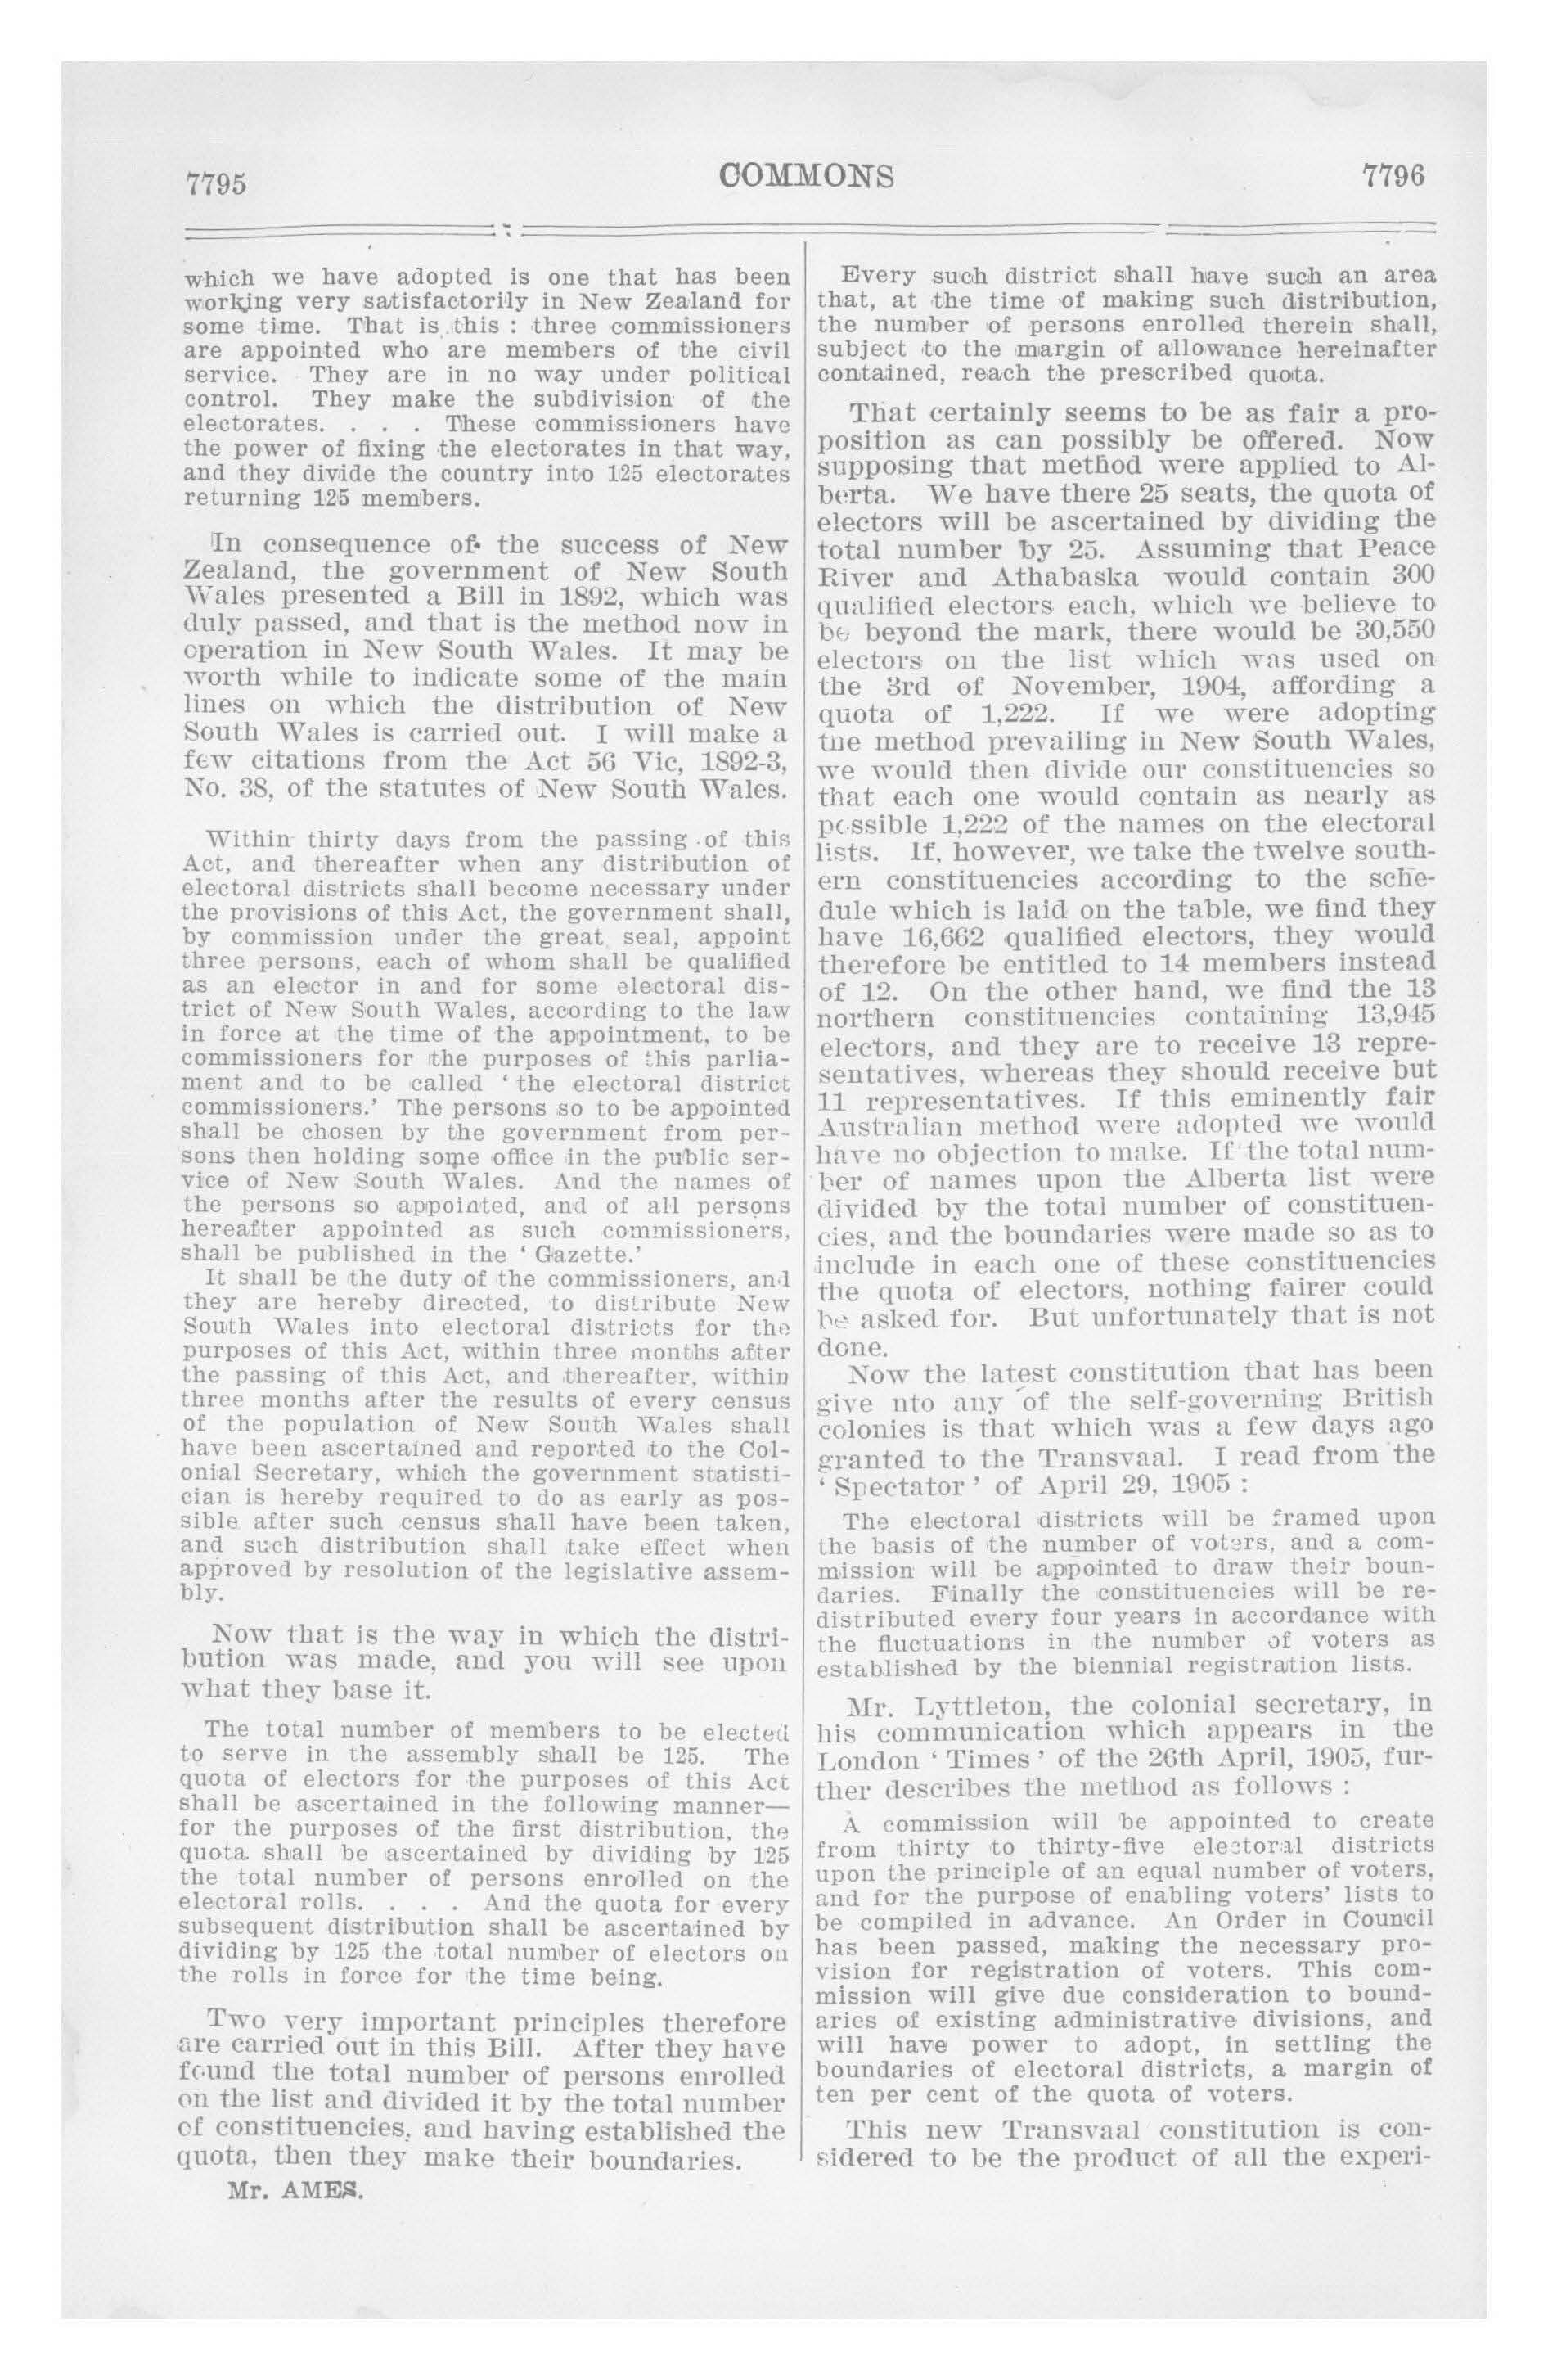 7795
COMMONS
7796
which we have adopted is one that has been
working very satisfactorily in New Zealand for
some time. That is this : three commissioners
are appointed who are members of the civil
service. They are in no way under political
control. They make the subdivision of the
electorates. . . . These commissioners have
the power of fixing the electorates in that way,
and they divide the country into 125 electorates
returning 125 members.
In consequence of the success of New
Zealand, the government of New South
Wales presented a Bill in 1892, which was
duly passed, and that is the method now in
operation in New South Wales. It may be
worth while to indicate some of the main
lines on which the distribution of New
South Wales is carried out. I will make a
few citations from the Act 56 Vic, 1892-3,
No. 38, of the statutes of New South Wales.
Within thirty days from the passing of this
Act, and thereafter when any distribution of
electoral districts shall become necessary under
the provisions of this Act, the government shall,
by commission under the great seal, appoint
three persons, each of whom shall be qualified
as an elector in and for some electoral dis-
trict of New South Wales, according to the law
in force at the time of the appointment, to be
commissioners for the purposes of this parlia-
ment and to be called ‘ the electoral district
commissioners.’ The persons so to be appointed
shall be chosen by the government from per-
sons then holding some office in the public ser-
vice of New South Wales. And the names of
the persons so appointed, and of all persons
hereafter appointed as such commissioners,
shall be published in the ‘ Gazette.’
It shall be the duty of the commissioners, and
they are hereby directed, to distribute New
South Wales into electoral districts for the
purposes of this Act, within three months after
the passing of this Act, and thereafter, within
three months after the results of every census
of the population of New South Wales shall
have been ascertained and reported to the Col-
onial Secretary, which the government statisti-
cian is hereby required to do as early as pos-
sible after such census shall have been taken,
and such distribution shall take effect when
approved by resolution of the legislative assem-
bly.
Now that is the way in which the distri-
bution was made, and you will see upon
what they base it.
The total number of members to be elected
to serve in the assembly shall be 125. The
quota of electors for the purposes of this Act
shall be ascertained in the following manner—
for the purposes of the first distribution, the
quota shall be ascertained by dividing by 125
the total number of persons enrolled on the
electoral rolls. . . . And the quota for every
subsequent distribution shall be ascertained by
dividing by 125 the total number of electors on
the rolls in force for the time being.
Two very important principles therefore
are carried out in this Bill. After they have
found the total number of persons enrolled
on the list and divided it by the total number
of constituencies, and having established the
quota, then they make their boundaries.
Mr. AMES.
Every such district shall have such an area
that, at the time of making such distribution,
the number of persons enrolled therein shall,
subject to the margin of allowance hereinafter
contained, reach the prescribed quota.
That certainly seems to be as fair a pro-
position as can possibly be offered. Now
supposing that method were applied to Al-
berta. We have there 25 seats, the quota of
electors will be ascertained by dividing the
total number by 25. Assuming that Peace
River and Athabaska would contain 300
qualified electors each, which we believe to
be beyond the mark, there would be 30,550
electors on the list which was used on
the 3rd of November, 1904, affording a
quota of 1,222. If we were adopting
the method prevailing in New South Wales,
we would then divide our constituencies so
that each one would contain as nearly as
possible 1,222 of the names on the electoral
lists. If, however, we take the twelve south-
ern constituencies according to the sche-
dule which is laid on the table, we find they
have 16,662 qualified electors, they would
therefore be entitled to 14 members instead
of 12. On the other hand, we find the 13
northern constituencies containing 13,945
electors, and they are to receive 13 repre-
sentatives, whereas they should receive but
11 representatives. If this eminently fair
Australian method were adopted we would
have no objection to make. If the total num-
ber of names upon the Alberta list were
divided by the total number of constituen-
cies, and the boundaries were made so as to
include in each one of these constituencies
the quota of electors, nothing fairer could
be asked for. But unfortunately that is not
done.
Now the latest constitution that has been
give nto any of the self-governing British
colonies is that which was a few days ago
granted to the Transvaal. I read from the
‘ Spectator ’ of April 29, 1905 :
The electoral districts will be framed upon
the basis of the number of voters, and a com-
mission will be appointed to draw their boun-
daries. Finally the constituencies will be re-
distributed every four years in accordance with
the fluctuations in the number of voters as
established by the biennial registration lists.
Mr. Lyttleton, the colonial secretary, in
his communication which appears in the
London ‘ Times ’ of the 26th April, 1905, fur-
ther describes the method as follows :
A commission will be appointed to create
from thirty to thirty-five electoral districts
upon the principle of an equal number of voters,
and for the purpose of enabling voters’ lists to
be compiled in advance. An Order in Council
has been passed, making the necessary pro-
vision for registration of voters. This com-
mission will give due consideration to bound-
aries of existing administrative divisions, and
will have power to adopt, in settling the
boundaries of electoral districts, a margin of
ten per cent of the quota of voters.
This new Transvaal constitution is con-
sidered to be the product of all the experi-